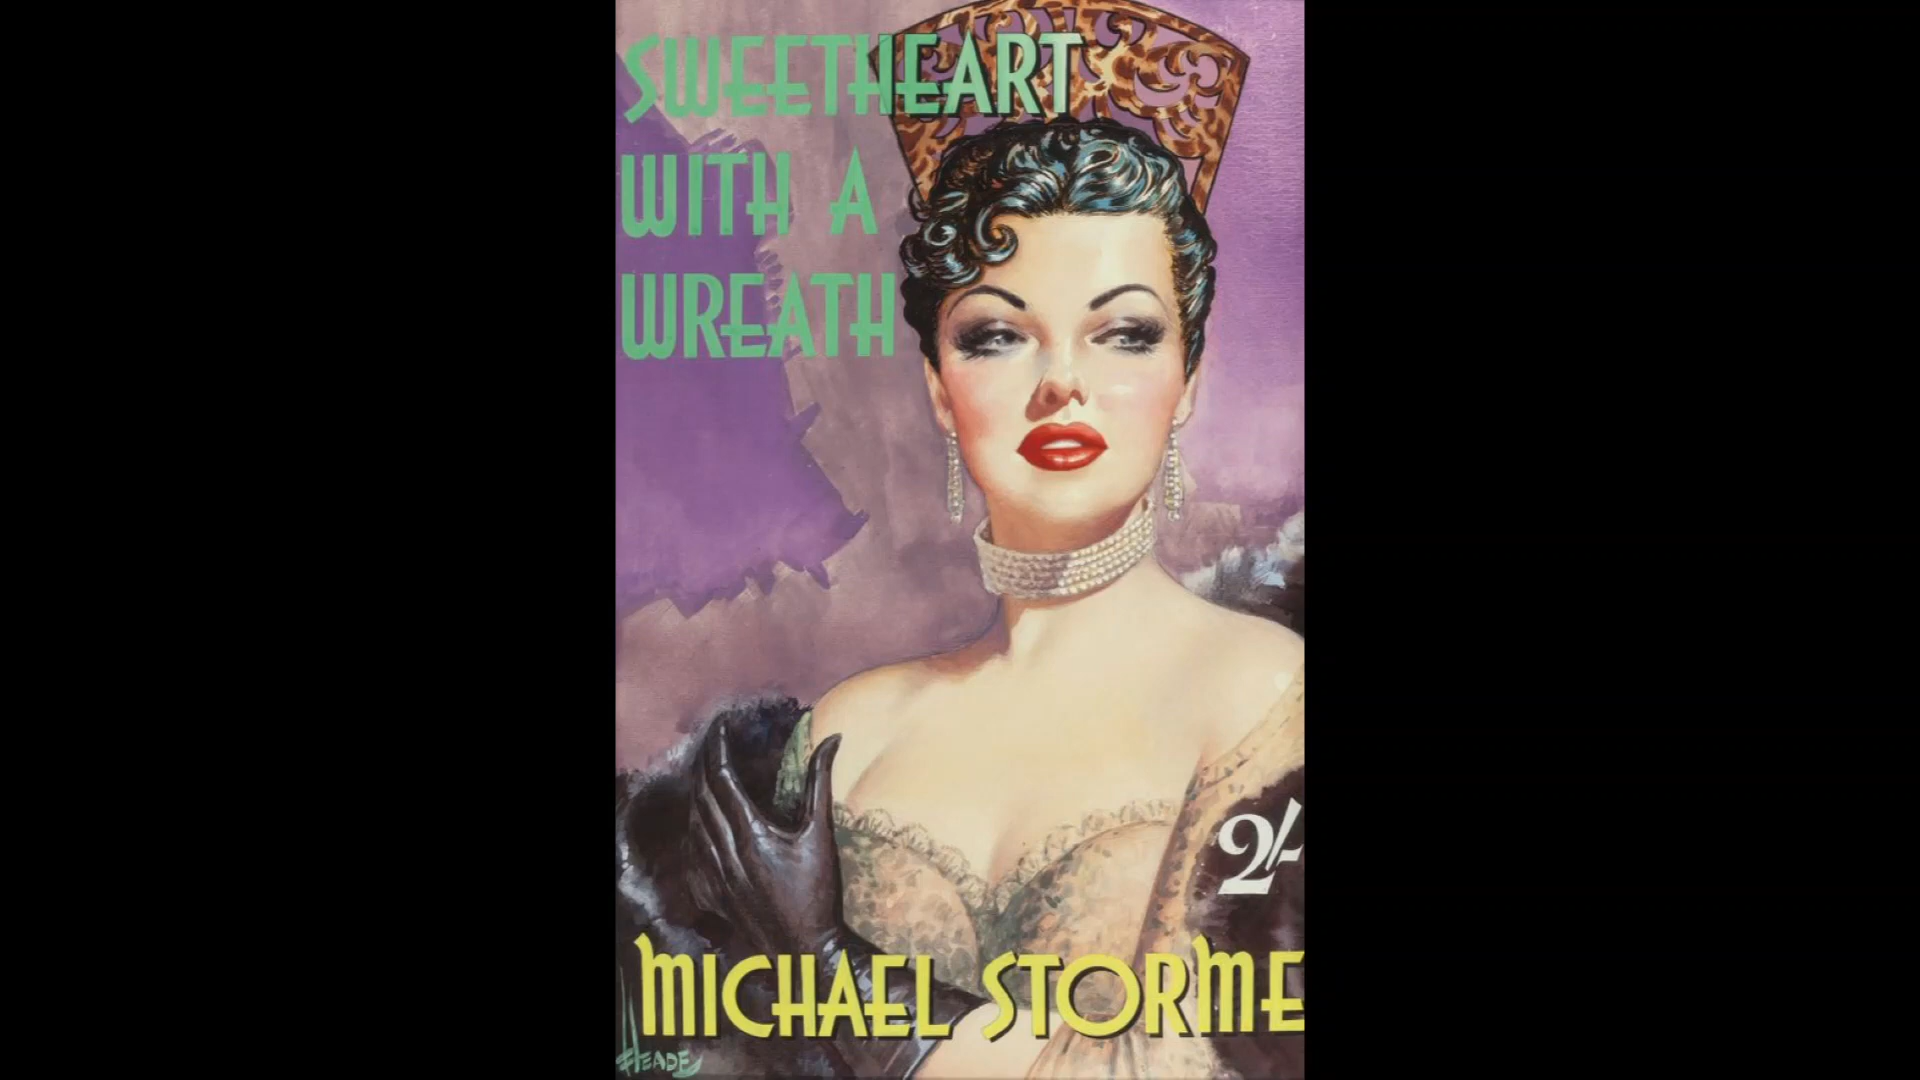 SWEETHEART
WITH A
WREATH
2/-
MICHAEL STORME
HEADE